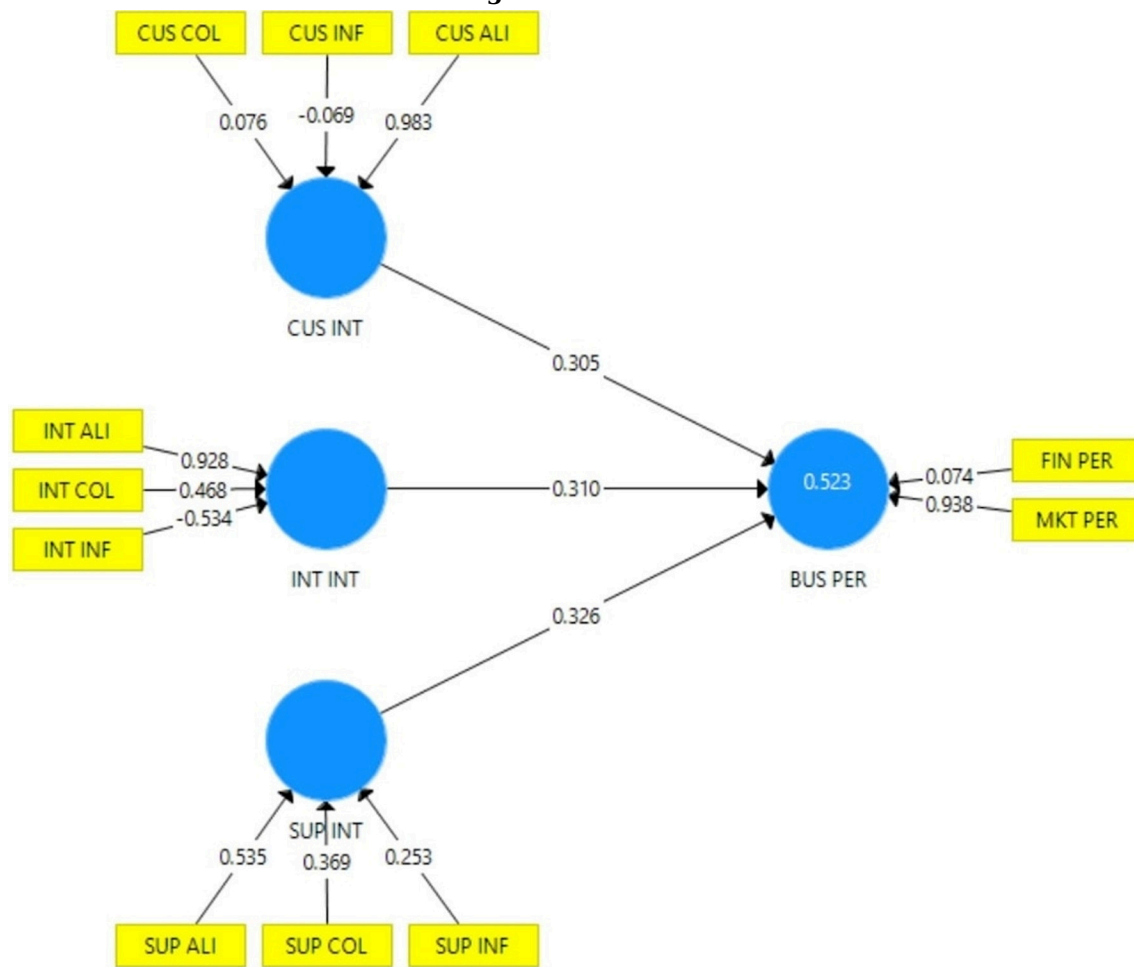 g
CUS COL
CUS INF
CUS ALI
0.076
-0.069
0.983
CUS INT
0.305
INT ALI
INT COL
INT INF
0.928
0.468
-0.534
INT INT
0.310
0.523
BUS PER
0.074
0.938
FIN PER
MKT PER
0.326
SUP INT
0.535
0.369
0.253
SUP ALI
SUP COL
SUP INF